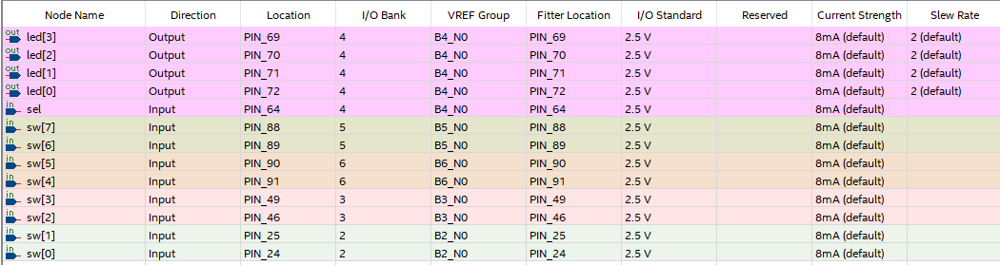 Node Name Direction Location I/O Bank VREF Group Fitter Location I/O Standard Reserved Current Strength Slew Rate
out led[3] Output PIN_69 4 B4_N0 PIN_69 2.5 V 8mA (default) 2 (default)
out led[2] Output PIN_70 4 B4_N0 PIN_70 2.5 V 8mA (default) 2 (default)
out led[1] Output PIN_71 4 B4_N0 PIN_71 2.5 V 8mA (default) 2 (default)
out led[0] Output PIN_72 4 B4_N0 PIN_72 2.5 V 8mA (default) 2 (default)
in sel Input PIN_64 4 B4_N0 PIN_64 2.5 V 8mA (default)
in sw[7] Input PIN_88 5 B5_N0 PIN_88 2.5 V 8mA (default)
in sw[6] Input PIN_89 5 B5_N0 PIN_89 2.5 V 8mA (default)
in sw[5] Input PIN_90 6 B6_N0 PIN_90 2.5 V 8mA (default)
in sw[4] Input PIN_91 6 B6_N0 PIN_91 2.5 V 8mA (default)
in sw[3] Input PIN_49 3 B3_N0 PIN_49 2.5 V 8mA (default)
in sw[2] Input PIN_46 3 B3_N0 PIN_46 2.5 V 8mA (default)
in sw[1] Input PIN_25 2 B2_N0 PIN_25 2.5 V 8mA (default)
in sw[0] Input PIN_24 2 B2_N0 PIN_24 2.5 V 8mA (default)